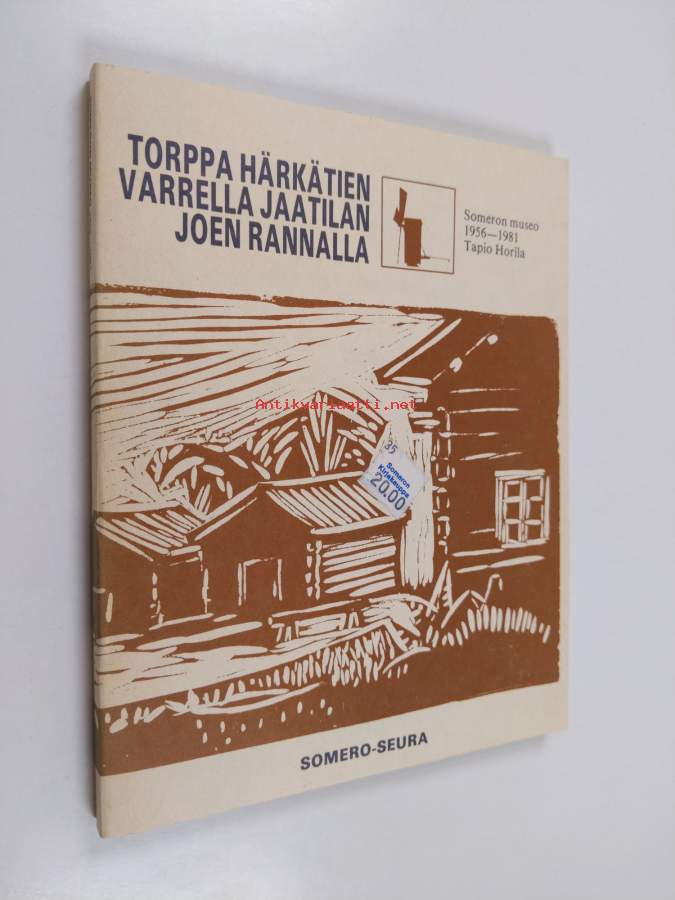 TORPPA HÄRKÄTIEN
VARRELLA JAATILAN
JOEN RANNALLA
Someron museo
1956—1981
Tapio Horila
Antikvariaatti.net
35
Someron
Kirjakauppa
20.00
SOMERO-SEURA